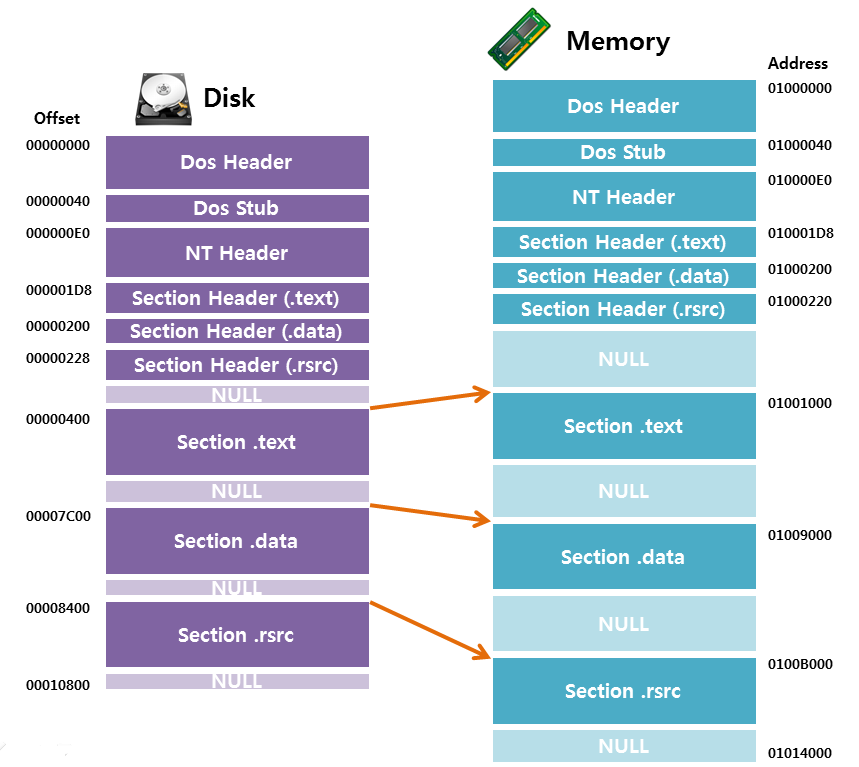 Memory
Address
Disk
Offset
00000000
Dos Header
00000040
Dos Stub
000000E0
NT Header
000001D8
Section Header (.text)
00000200
Section Header (.data)
00000228
Section Header (.rsrc)
NULL
00000400
Section .text
NULL
00007C00
Section .data
NULL
00008400
Section .rsrc
00010800
NULL
01000000
Dos Header
01000040
Dos Stub
010000E0
NT Header
010001D8
Section Header (.text)
01000200
Section Header (.data)
01000220
Section Header (.rsrc)
NULL
01001000
Section .text
NULL
01009000
Section .data
NULL
0100B000
Section .rsrc
NULL
01014000